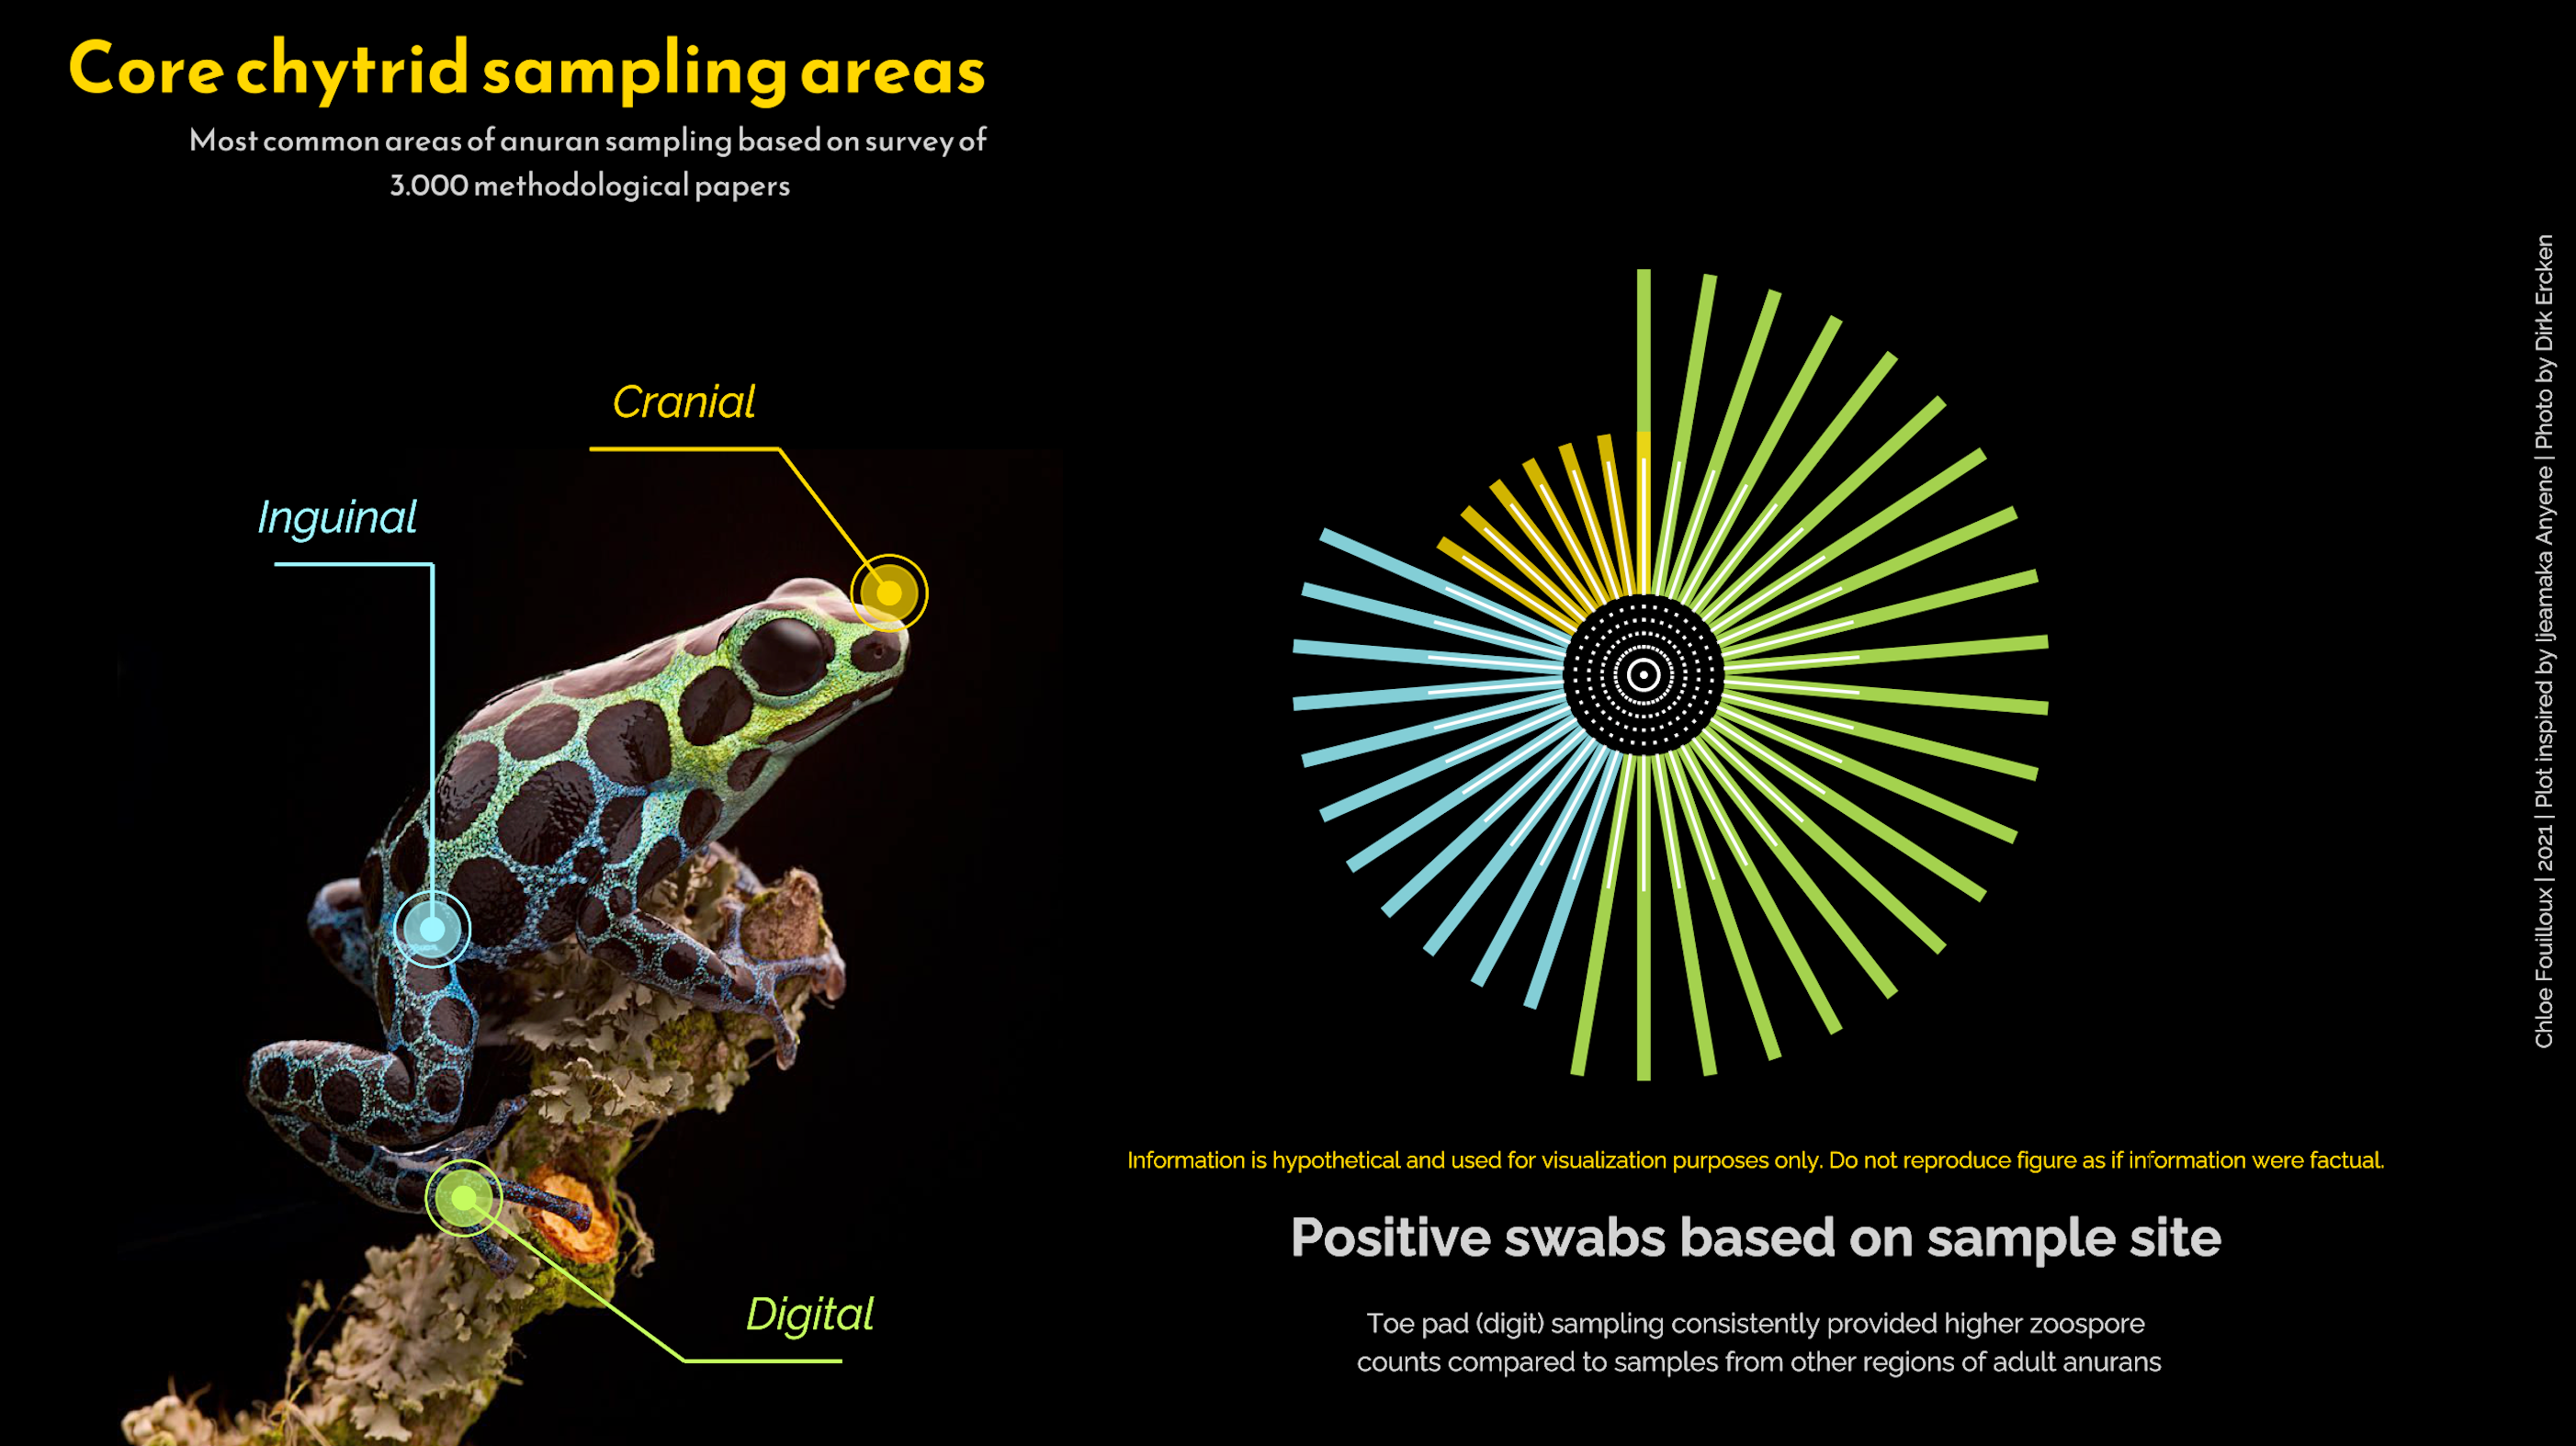 Core chytrid sampling areas
Most common areas of anuran sampling based on survey of
3.000 methodological papers
Cranial
Inguinal
Digital
Information is hypothetical and used for visualization purposes only. Do not reproduce figure as if information were factual.
Positive swabs based on sample site
Toe pad (digit) sampling consistently provided higher zoospore
counts compared to samples from other regions of adult anurans
Chloe Fouilloux | 2021 | Plot inspired by Ijeamaka Anyene | Photo by Dirk Ercken